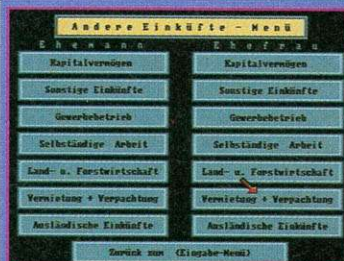 Andere Einkünfte - Menü
Ehemann Ehefrau
Kapitalvermögen Kapitalvermögen
Sonstige Einkünfte Sonstige Einkünfte
Gewerbebetrieb Gewerbebetrieb
Selbständige Arbeit Selbständige Arbeit
Land- u. Forstwirtschaft Land- u. Forstwirtschaft
Vermietung + Verpachtung Vermietung + Verpachtung
Ausländische Einkünfte Ausländische Einkünfte
Zurück zum (Eingabe-Menü)